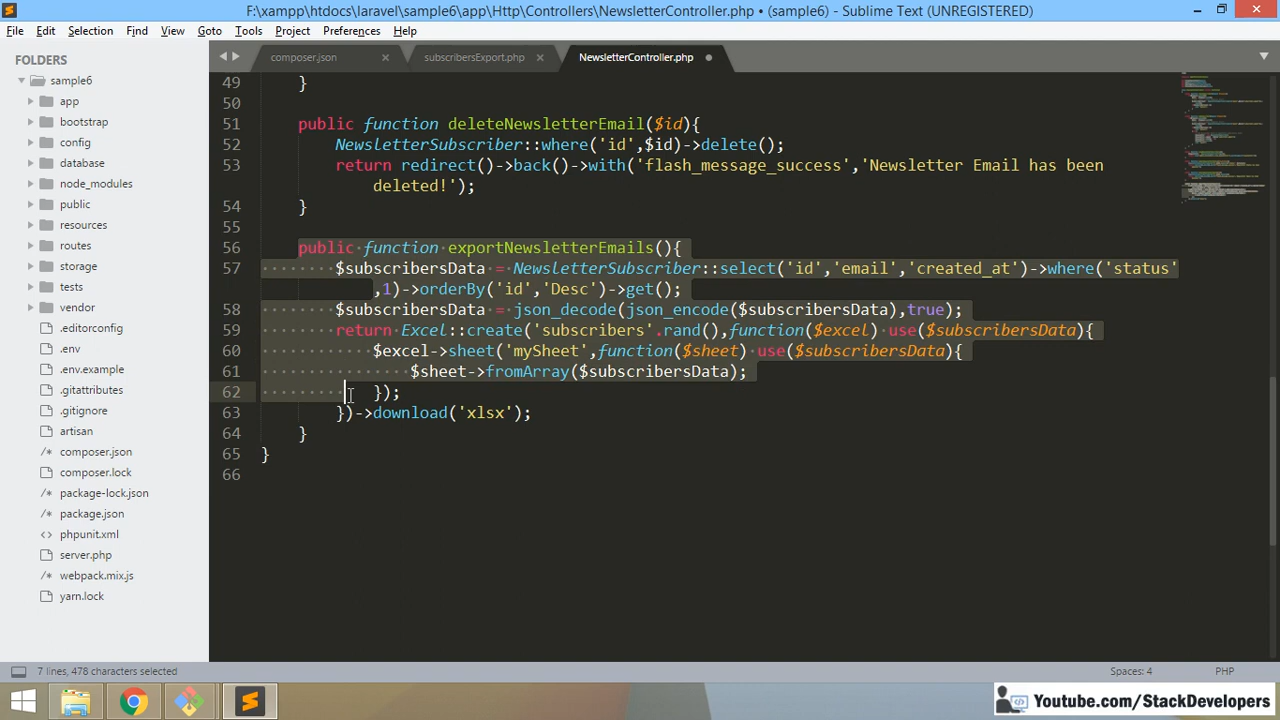 F:\xampp\htdocs\laravel\sample6\app\Http\Controllers\NewsletterController.php • (sample6) - Sublime Text (UNREGISTERED)
File Edit Selection Find View Goto Tools Project Preferences Help
FOLDERS
sample6
app
bootstrap
config
database
node_modules
public
resources
routes
storage
tests
vendor
.editorconfig
.env
.env.example
.gitattributes
.gitignore
artisan
/* composer.json
composer.lock
/* package-lock.json
/* package.json
<> phpunit.xml
server.php
/* webpack.mix.js
yarn.lock
composer.json × subscribersExport.php × NewsletterController.php
49 }
50
51 public function deleteNewsletterEmail($id){
52 NewsletterSubscriber::where('id',$id)->delete();
53 return redirect()->back()->with('flash_message_success','Newsletter Email has been
deleted!');
54 }
55
56 public function exportNewsletterEmails(){
57 $subscribersData = NewsletterSubscriber::select('id','email','created_at')->where('status'
,1)->orderBy('id','Desc')->get();
58 $subscribersData = json_decode(json_encode($subscribersData),true);
59 return Excel::create('subscribers'.rand(),function($excel) use($subscribersData){
60 $excel->sheet('mySheet',function($sheet) use($subscribersData){
61 $sheet->fromArray($subscribersData);
62 });
63 })->download('xlsx');
64 }
65 }
66
7 lines, 478 characters selected
Spaces: 4
PHP
Youtube.com/StackDevelopers